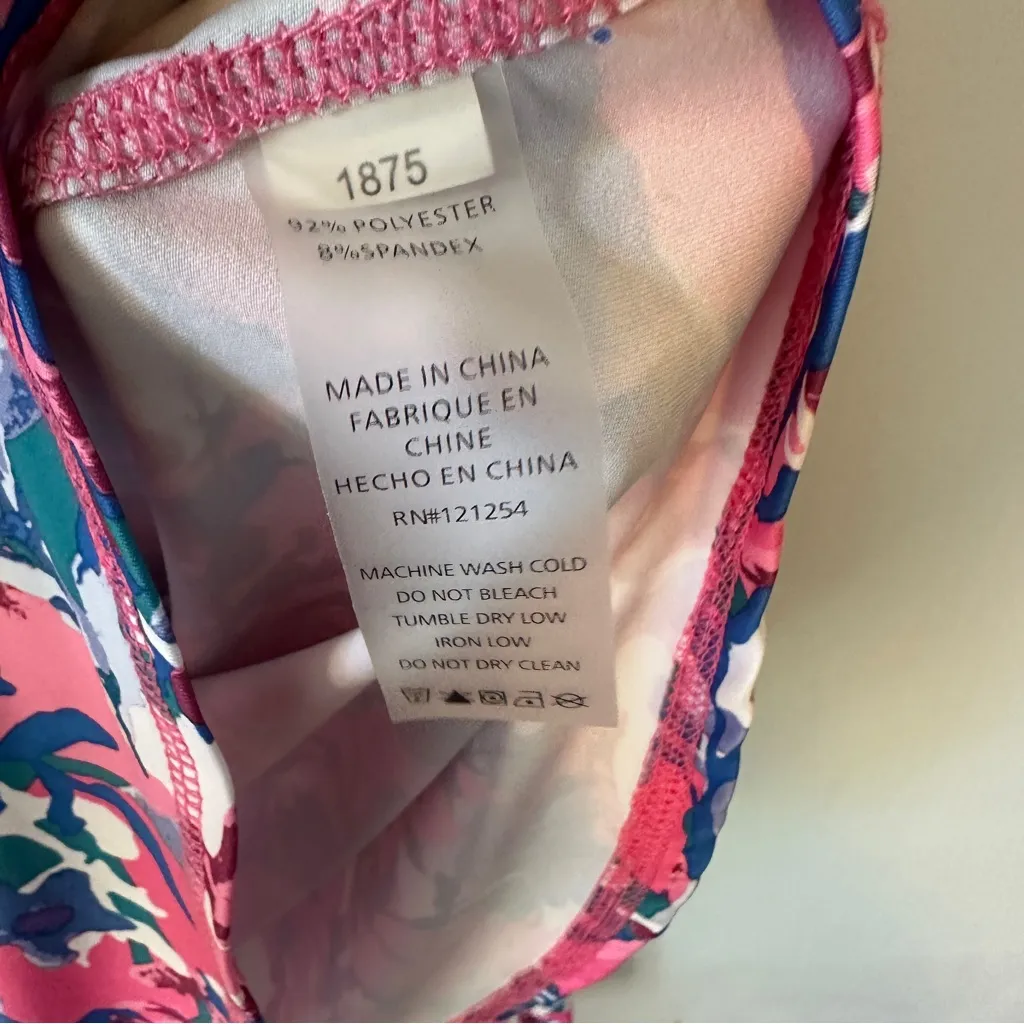 1875
92% POLYESTER
8%SPANDEX
MADE IN CHINA
FABRIQUE EN
CHINE
HECHO EN CHINA
RN#121254
MACHINE WASH COLD
DO NOT BLEACH
TUMBLE DRY LOW
IRON LOW
DO NOT DRY CLEAN